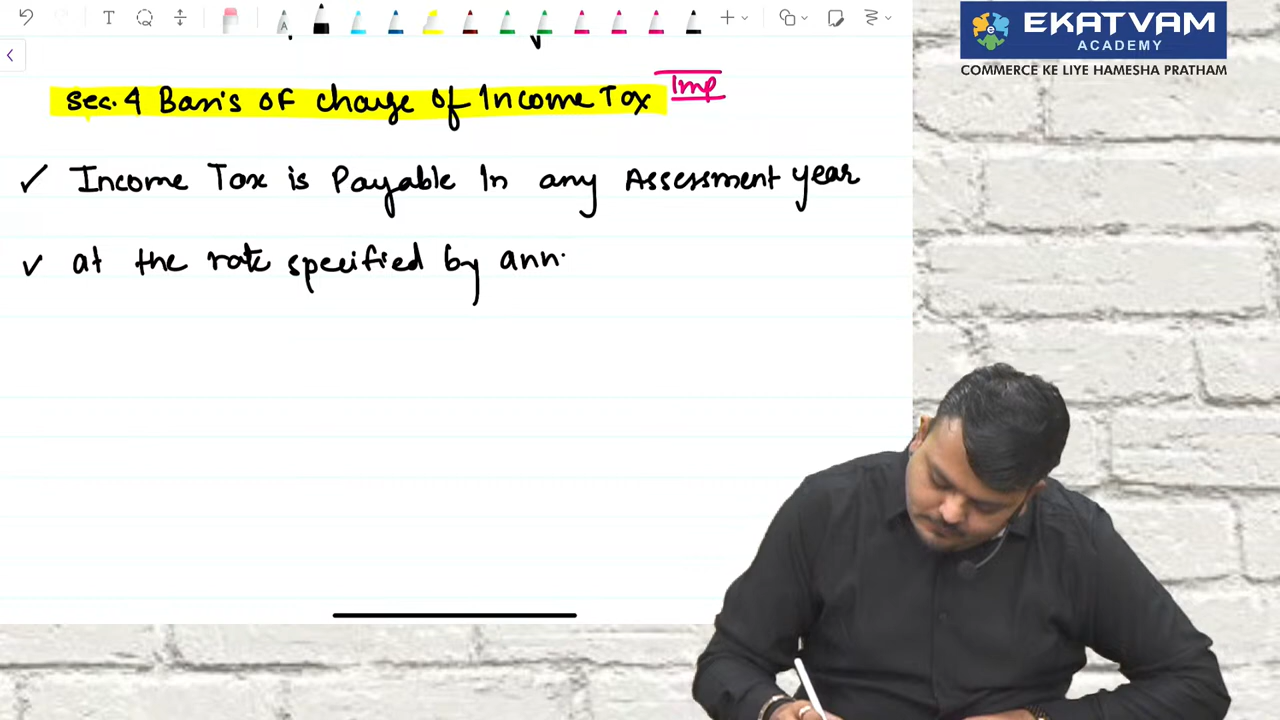 EKATVAM
ACADEMY
COMMERCE KE LIYE HAMESHA PRATHAM
sec. 4 Basis of charge of Income Tax Imp
✓ Income Tax is Payable In any Assessment year
✓ at the rate specified by ann